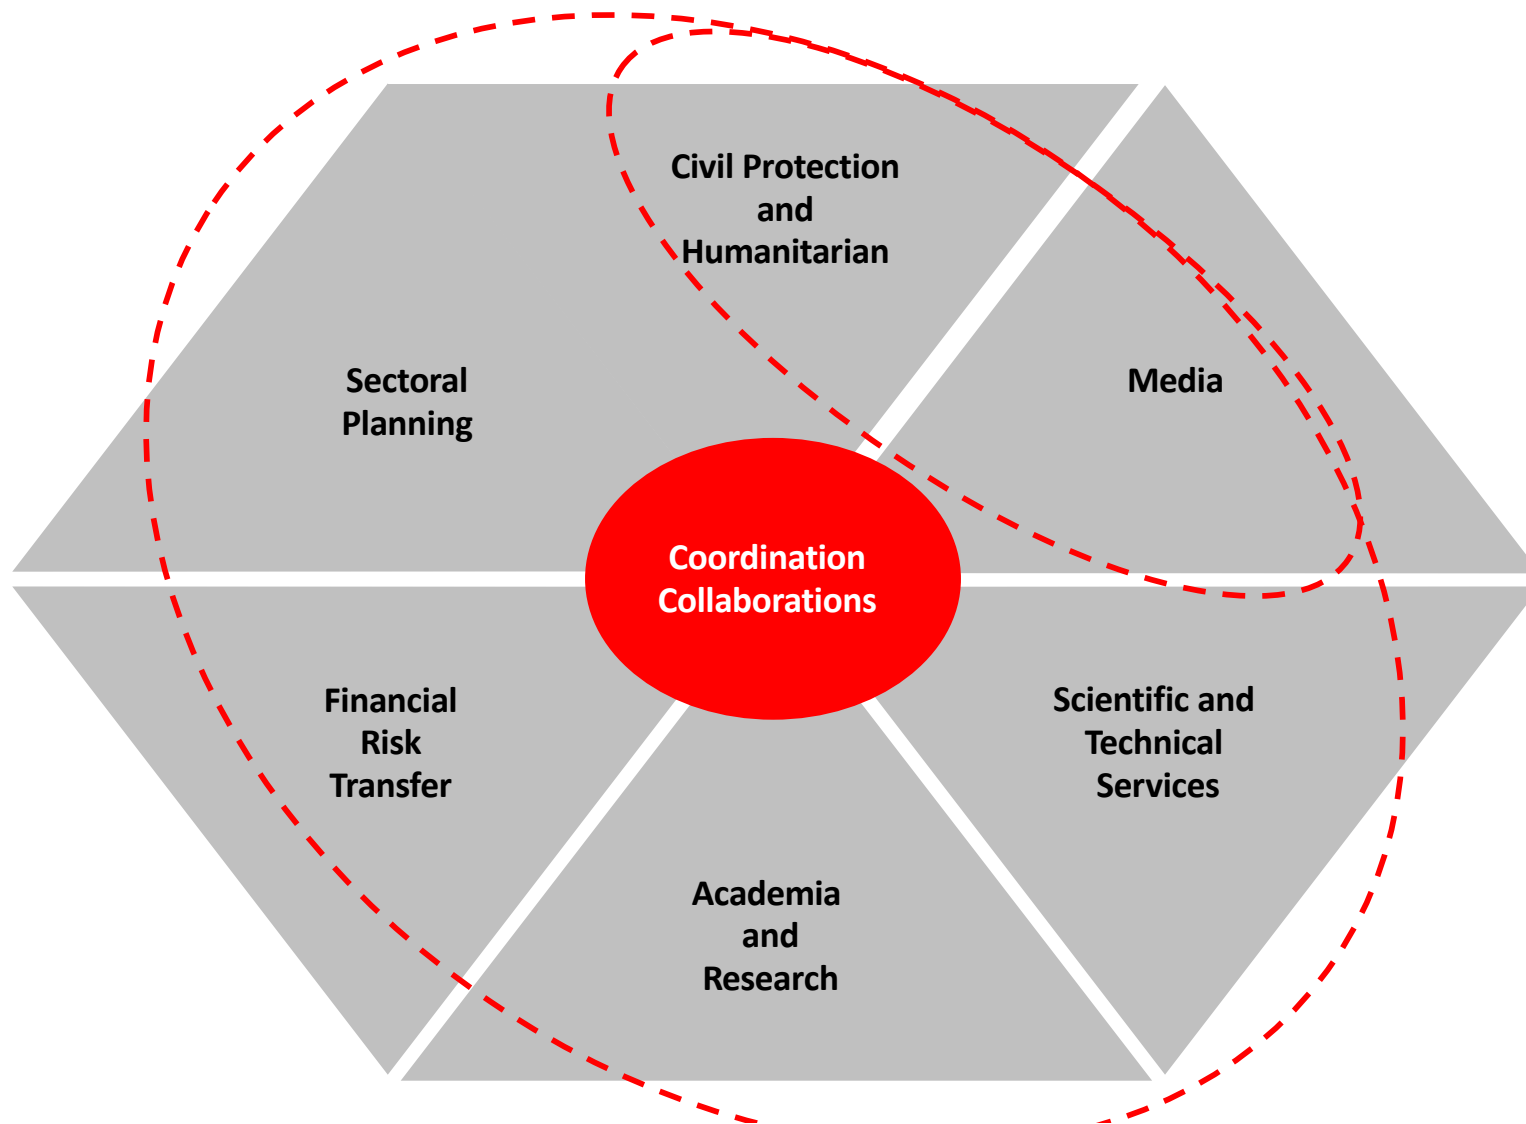 Civil Protection
and
Humanitarian
Sectoral
Planning
Media
Coordination
Collaborations
Financial
Risk
Transfer
Scientific and
Technical
Services
Academia
and
Research